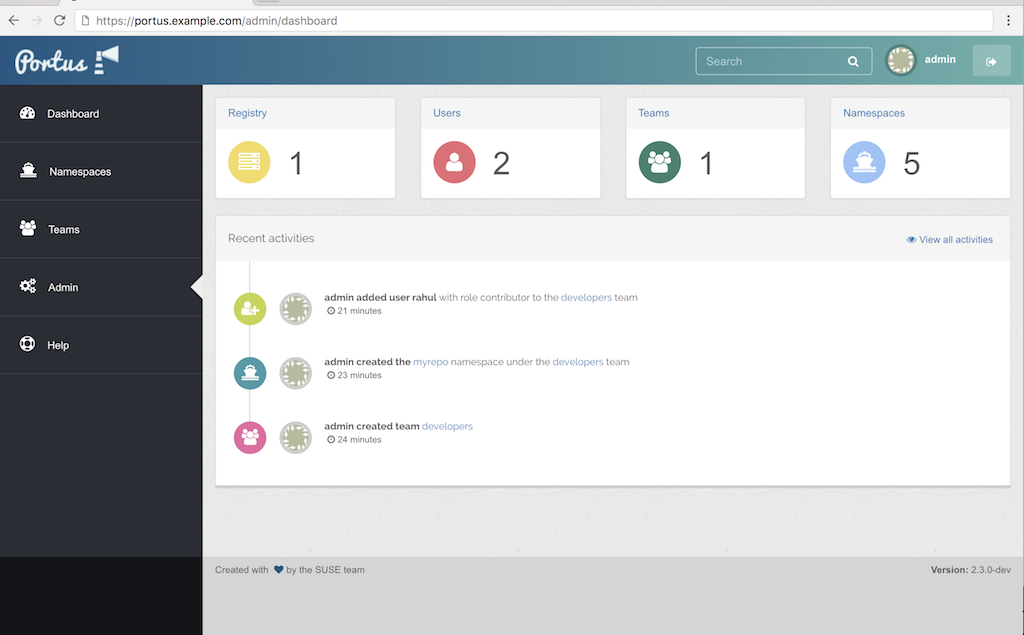 https://portus.example.com/admin/dashboard
Portus
Search
admin
Dashboard
Namespaces
Teams
Admin
Help
Registry
1
Users
2
Teams
1
Namespaces
5
Recent activities
View all activities
admin added user rahul with role contributor to the developers team
21 minutes
admin created the myrepo namespace under the developers team
23 minutes
admin created team developers
24 minutes
Created with by the SUSE team
Version: 2.3.0-dev